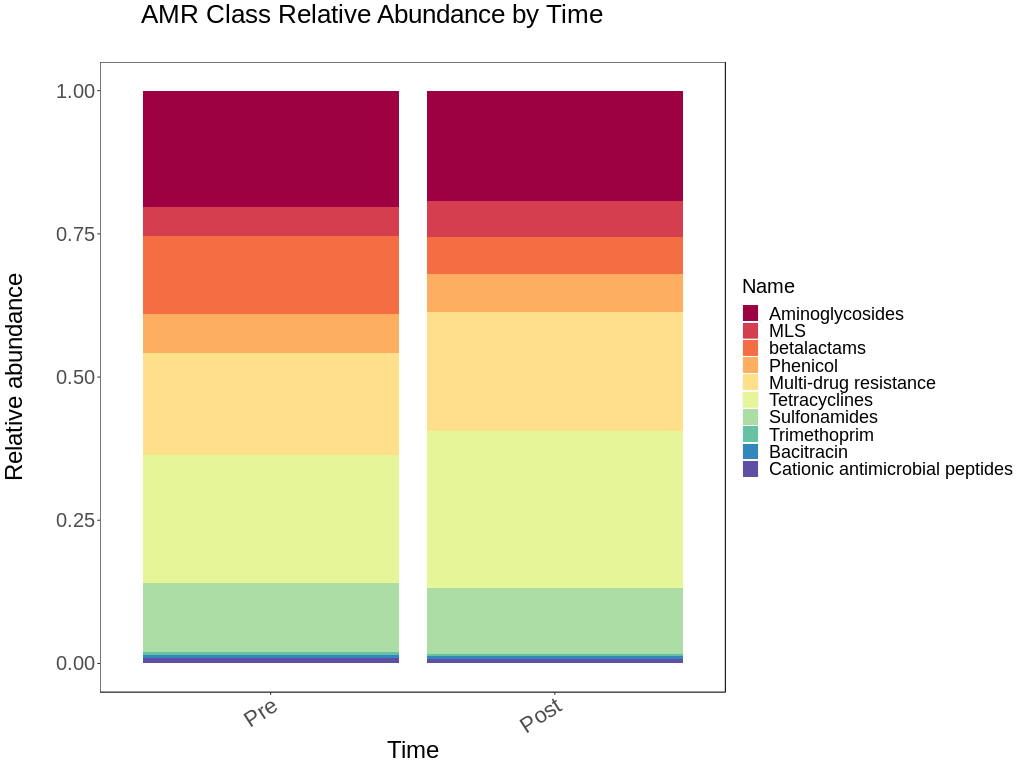 AMR Class Relative Abundance by Time
1.00
0.75
0.50
0.25
0.00
Relative abundance
Pre
Post
Time
Name
Aminoglycosides
MLS
betalactams
Phenicol
Multi-drug resistance
Tetracyclines
Sulfonamides
Trimethoprim
Bacitracin
Cationic antimicrobial peptides